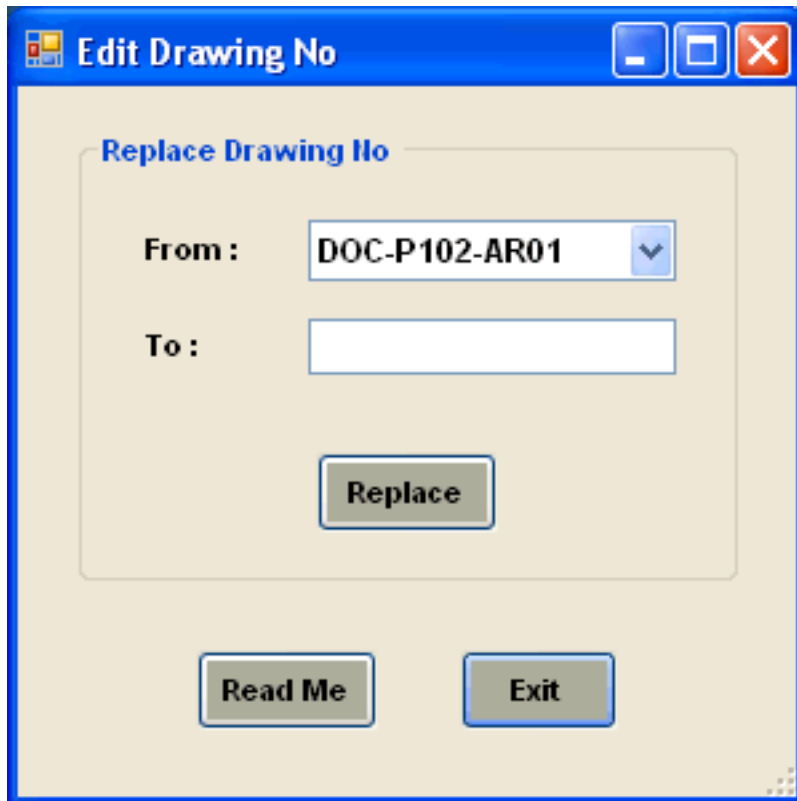 Edit Drawing No
Replace Drawing No
From : DOC-P102-AR01
To :
Replace
Read Me Exit